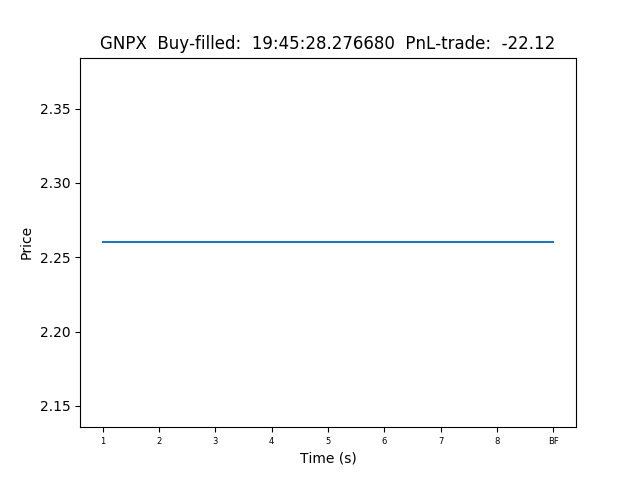 GNPX  Buy-filled:  19:45:28.276680  PnL-trade:  -22.12
2.35
2.30
2.25
2.20
2.15
Price
1 2 3 4 5 6 7 8 BF
Time (s)